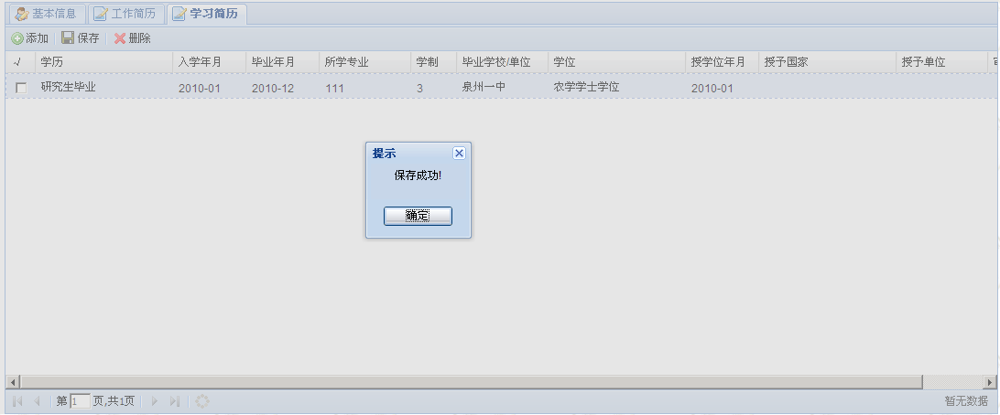 基本信息 工作简历 学习简历
添加 保存 删除
√ 学历 入学年月 毕业年月 所学专业 学制 毕业学校/单位 学位 授学位年月 授予国家 授予单位
研究生毕业 2010-01 2010-12 111 3 泉州一中 农学学士学位 2010-01
提示
保存成功!
确定
第 1 页,共1页 暂无数据